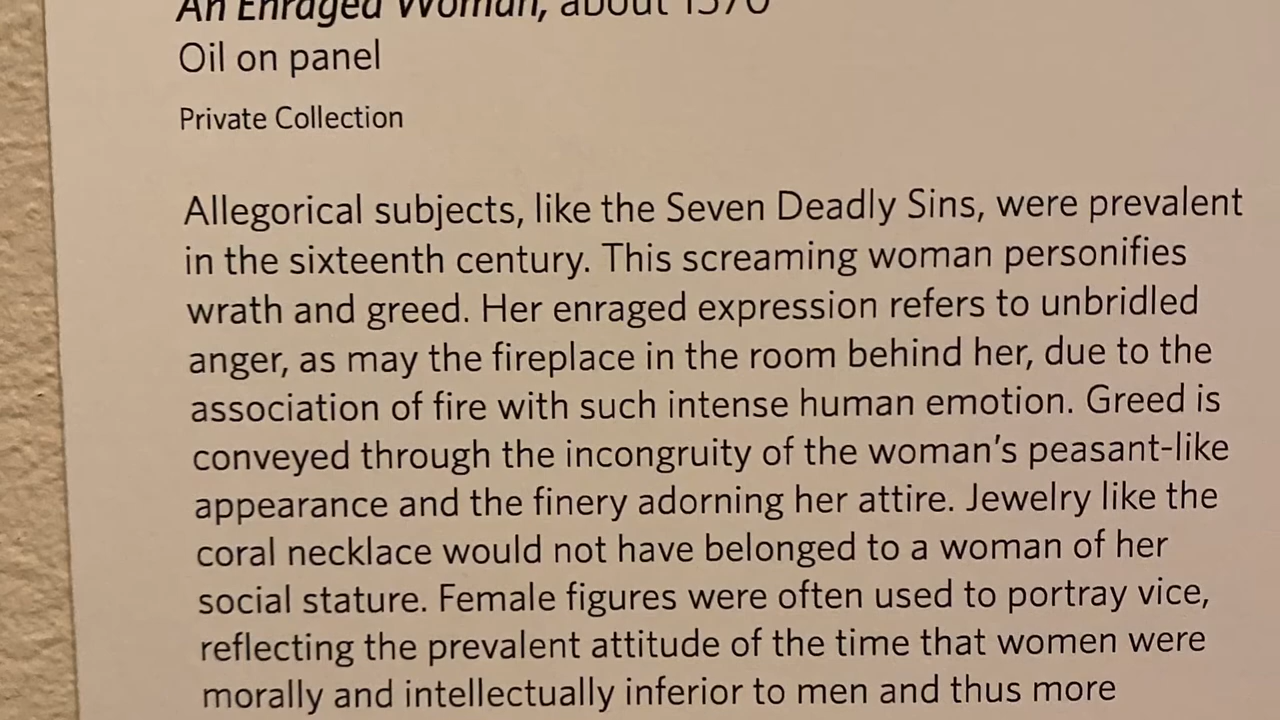 An Enraged Woman, about 1570
Oil on panel
Private Collection
Allegorical subjects, like the Seven Deadly Sins, were prevalent
in the sixteenth century. This screaming woman personifies
wrath and greed. Her enraged expression refers to unbridled
anger, as may the fireplace in the room behind her, due to the
association of fire with such intense human emotion. Greed is
conveyed through the incongruity of the woman’s peasant-like
appearance and the finery adorning her attire. Jewelry like the
coral necklace would not have belonged to a woman of her
social stature. Female figures were often used to portray vice,
reflecting the prevalent attitude of the time that women were
morally and intellectually inferior to men and thus more